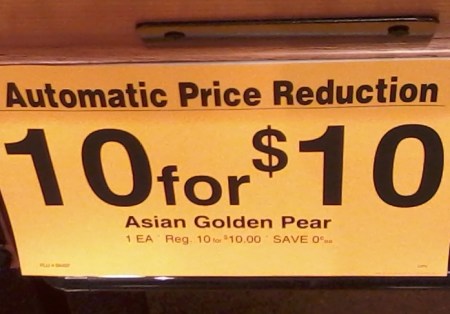 Automatic Price Reduction
10 for $10
Asian Golden Pear
1 EA Reg. 10 for $10.00 SAVE 0¢ ea